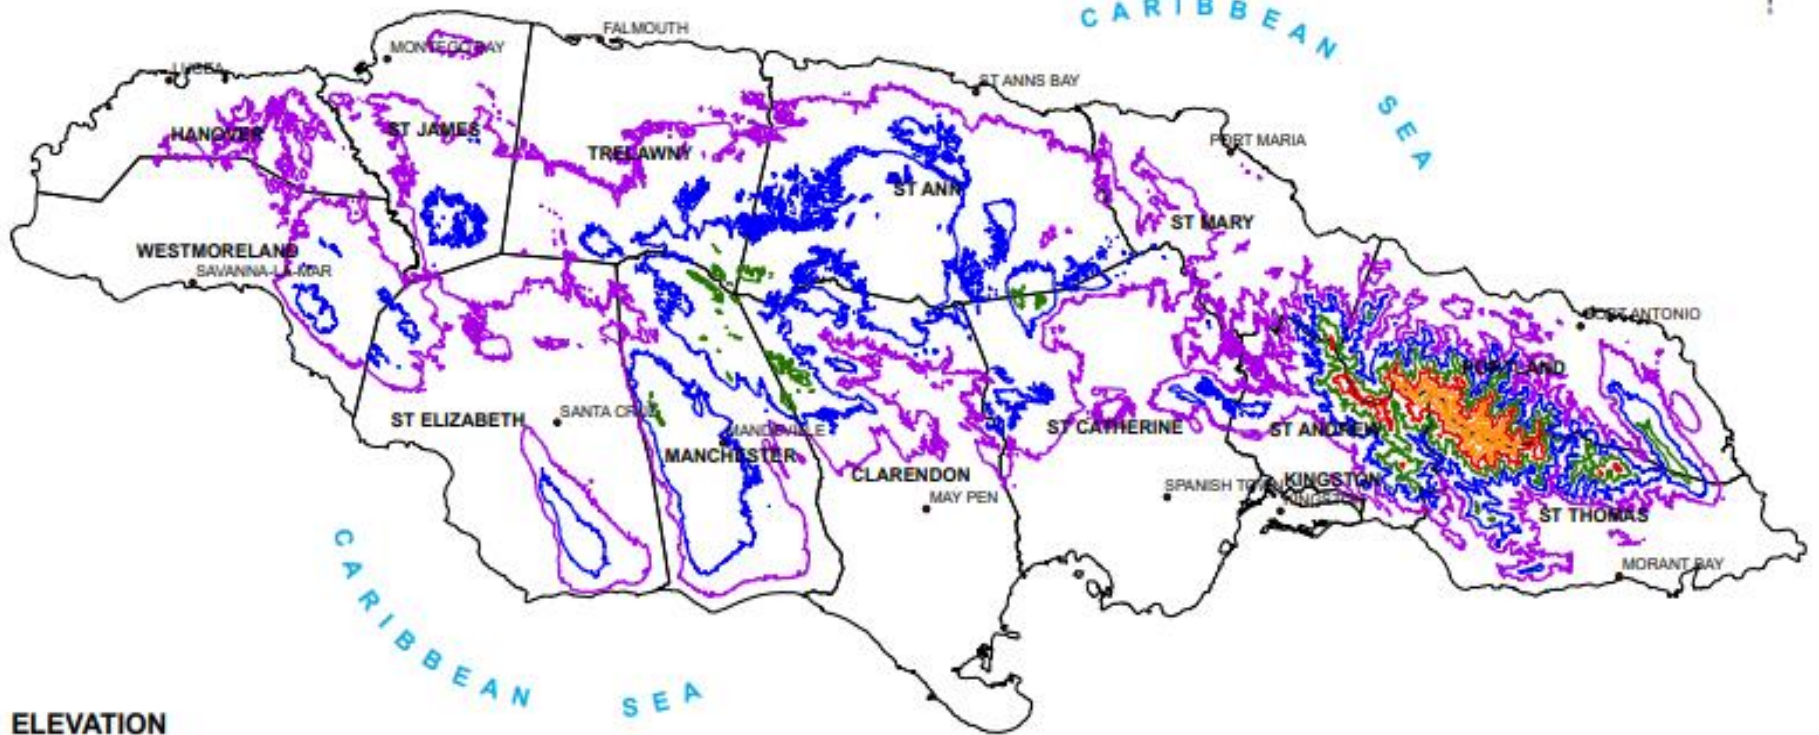 CARIBBEAN SEA
FALMOUTH
MONTEGO BAY
LUCEA
ST ANNS BAY
HANOVER
ST JAMES
TRELAWNY
PORT MARIA
ST ANN
ST MARY
WESTMORELAND
SAVANNA-LA-MAR
PORT ANTONIO
PORTLAND
ST ELIZABETH
SANTA CRUZ
MANDEVILLE
MANCHESTER
ST CATHERINE
ST ANDREW
CLARENDON
MAY PEN
SPANISH TOWN
KINGSTON
KINGSTON
ST THOMAS
MORANT BAY
CARIBBEAN SEA
ELEVATION